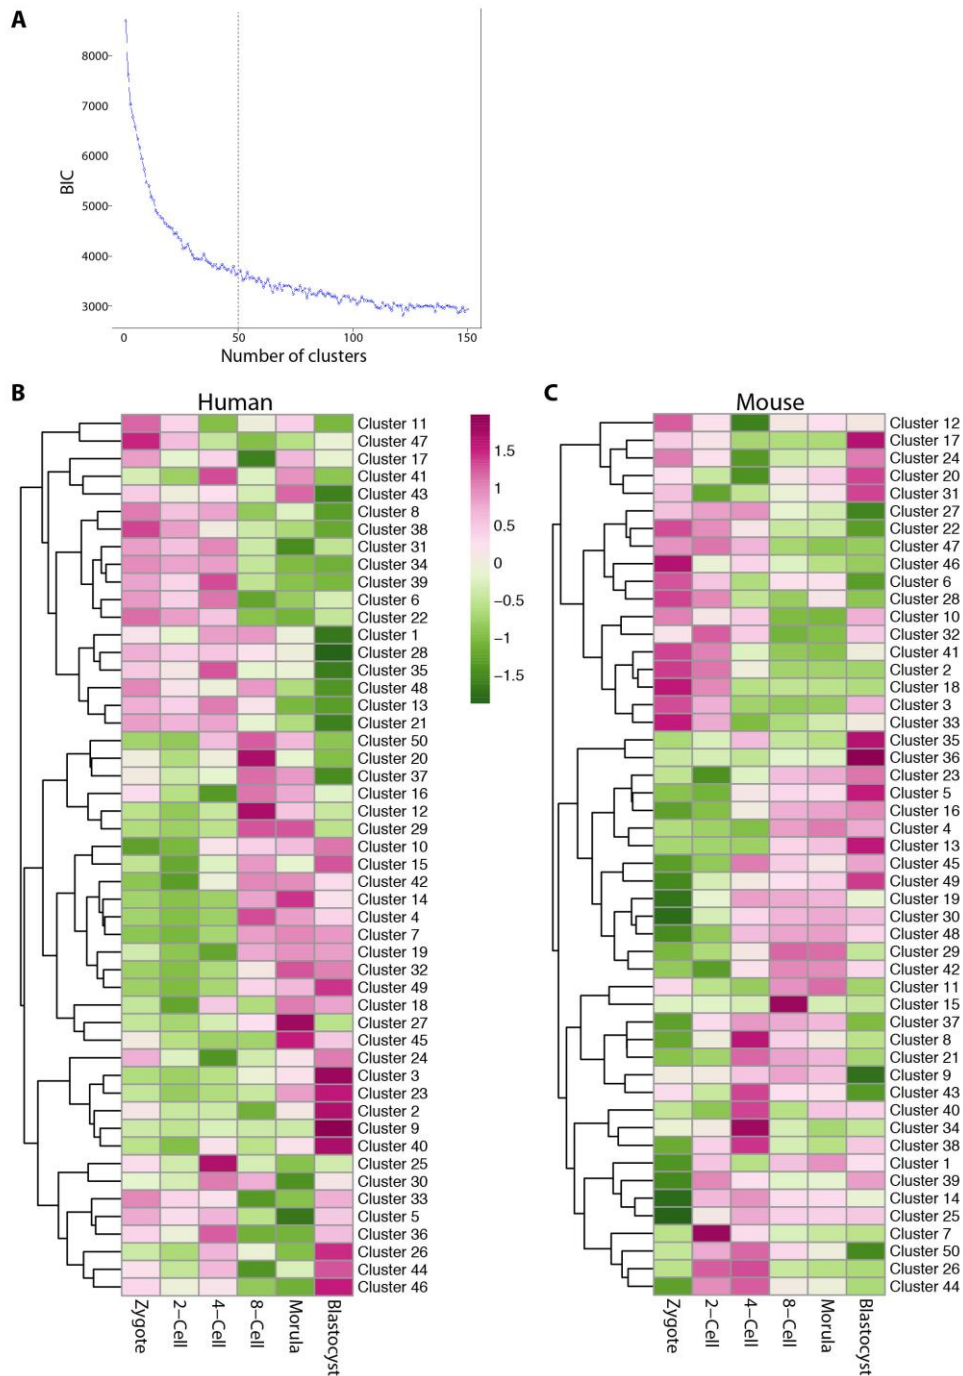 A
8000
7000
6000
5000
4000
3000
BIC
0
50
100
150
Number of clusters
B
Human
Cluster 11
Cluster 47
Cluster 17
Cluster 41
Cluster 43
Cluster 8
Cluster 38
Cluster 31
Cluster 34
Cluster 39
Cluster 6
Cluster 22
Cluster 1
Cluster 28
Cluster 35
Cluster 48
Cluster 13
Cluster 21
Cluster 50
Cluster 20
Cluster 37
Cluster 16
Cluster 12
Cluster 29
Cluster 10
Cluster 15
Cluster 42
Cluster 14
Cluster 4
Cluster 7
Cluster 19
Cluster 32
Cluster 49
Cluster 18
Cluster 27
Cluster 45
Cluster 24
Cluster 3
Cluster 23
Cluster 2
Cluster 9
Cluster 40
Cluster 25
Cluster 30
Cluster 33
Cluster 5
Cluster 36
Cluster 26
Cluster 44
Cluster 46
Zygote
2−Cell
4−Cell
8−Cell
Morula
Blastocyst
1.5
1
0.5
0
−0.5
−1
−1.5
C
Mouse
Cluster 12
Cluster 17
Cluster 24
Cluster 20
Cluster 31
Cluster 27
Cluster 22
Cluster 47
Cluster 46
Cluster 6
Cluster 28
Cluster 10
Cluster 32
Cluster 41
Cluster 2
Cluster 18
Cluster 3
Cluster 33
Cluster 35
Cluster 36
Cluster 23
Cluster 5
Cluster 16
Cluster 4
Cluster 13
Cluster 45
Cluster 49
Cluster 19
Cluster 30
Cluster 48
Cluster 29
Cluster 42
Cluster 11
Cluster 15
Cluster 37
Cluster 8
Cluster 21
Cluster 9
Cluster 43
Cluster 40
Cluster 34
Cluster 38
Cluster 1
Cluster 39
Cluster 14
Cluster 25
Cluster 7
Cluster 50
Cluster 26
Cluster 44
Zygote
2−Cell
4−Cell
8−Cell
Morula
Blastocyst